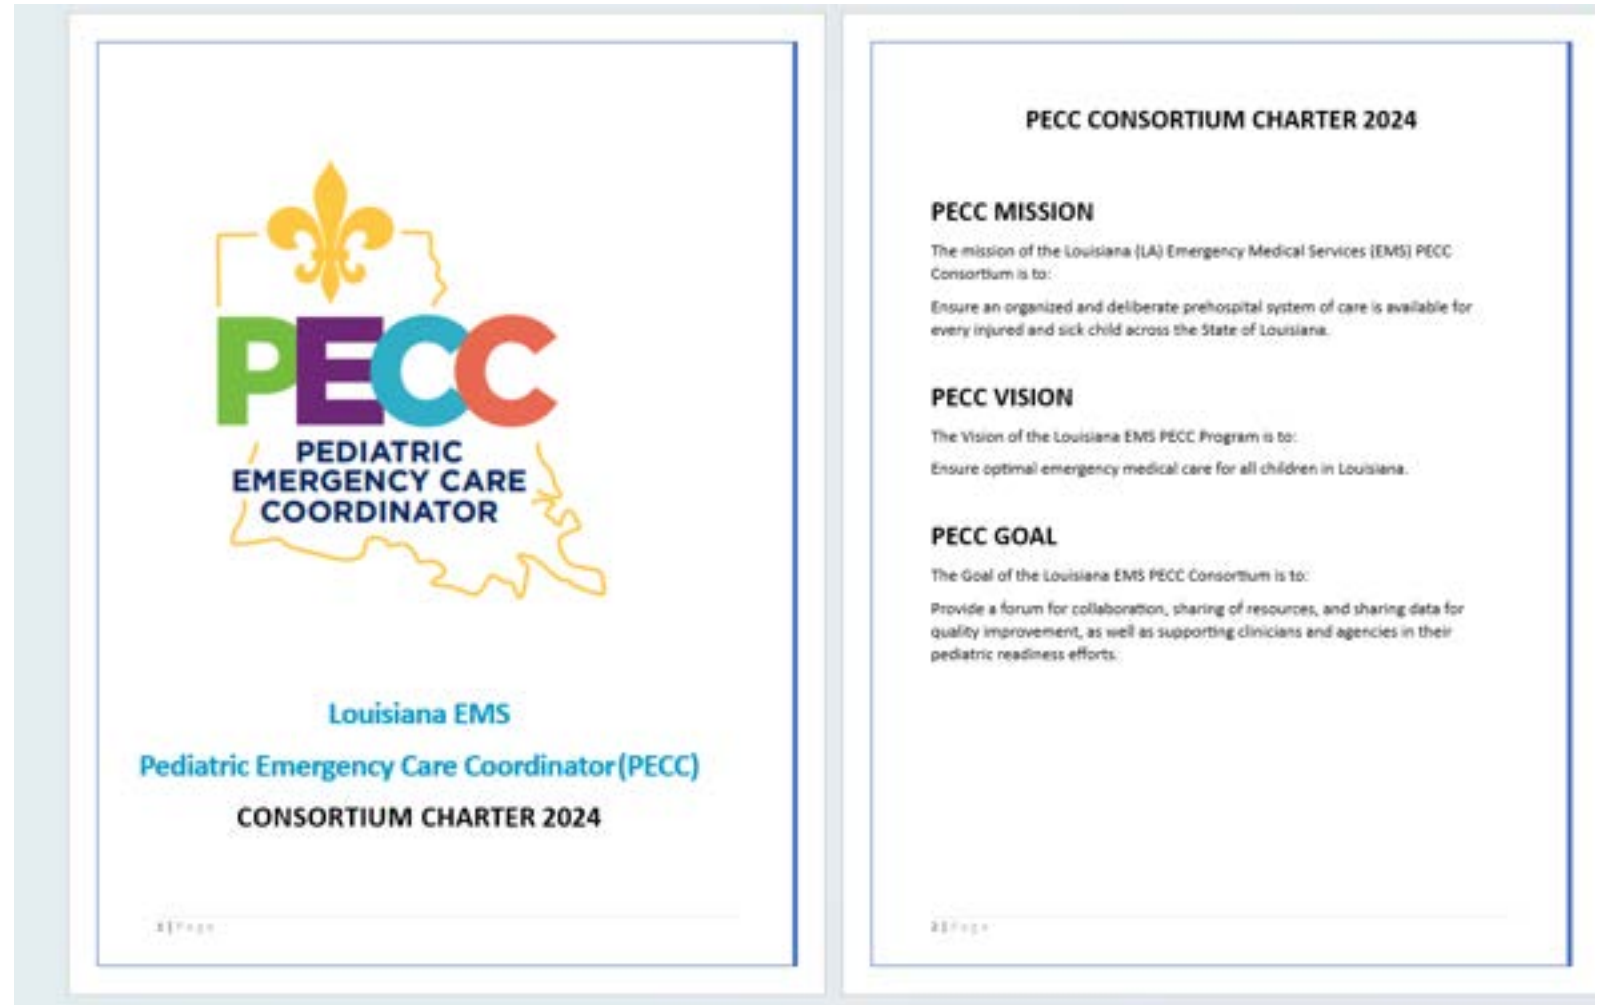 PECC
PEDIATRIC
EMERGENCY CARE
COORDINATOR
Louisiana EMS
Pediatric Emergency Care Coordinator (PECC)
CONSORTIUM CHARTER 2024
1 | Page
PECC CONSORTIUM CHARTER 2024
PECC MISSION
The mission of the Louisiana (LA) Emergency Medical Services (EMS) PECC
Consortium is to:
Ensure an organized and deliberate prehospital system of care is available for
every injured and sick child across the State of Louisiana.
PECC VISION
The Vision of the Louisiana EMS PECC Program is to:
Ensure optimal emergency medical care for all children in Louisiana.
PECC GOAL
The Goal of the Louisiana EMS PECC Consortium is to:
Provide a forum for collaboration, sharing of resources, and sharing data for
quality improvement, as well as supporting clinicians and agencies in their
pediatric readiness efforts.
2 | Page